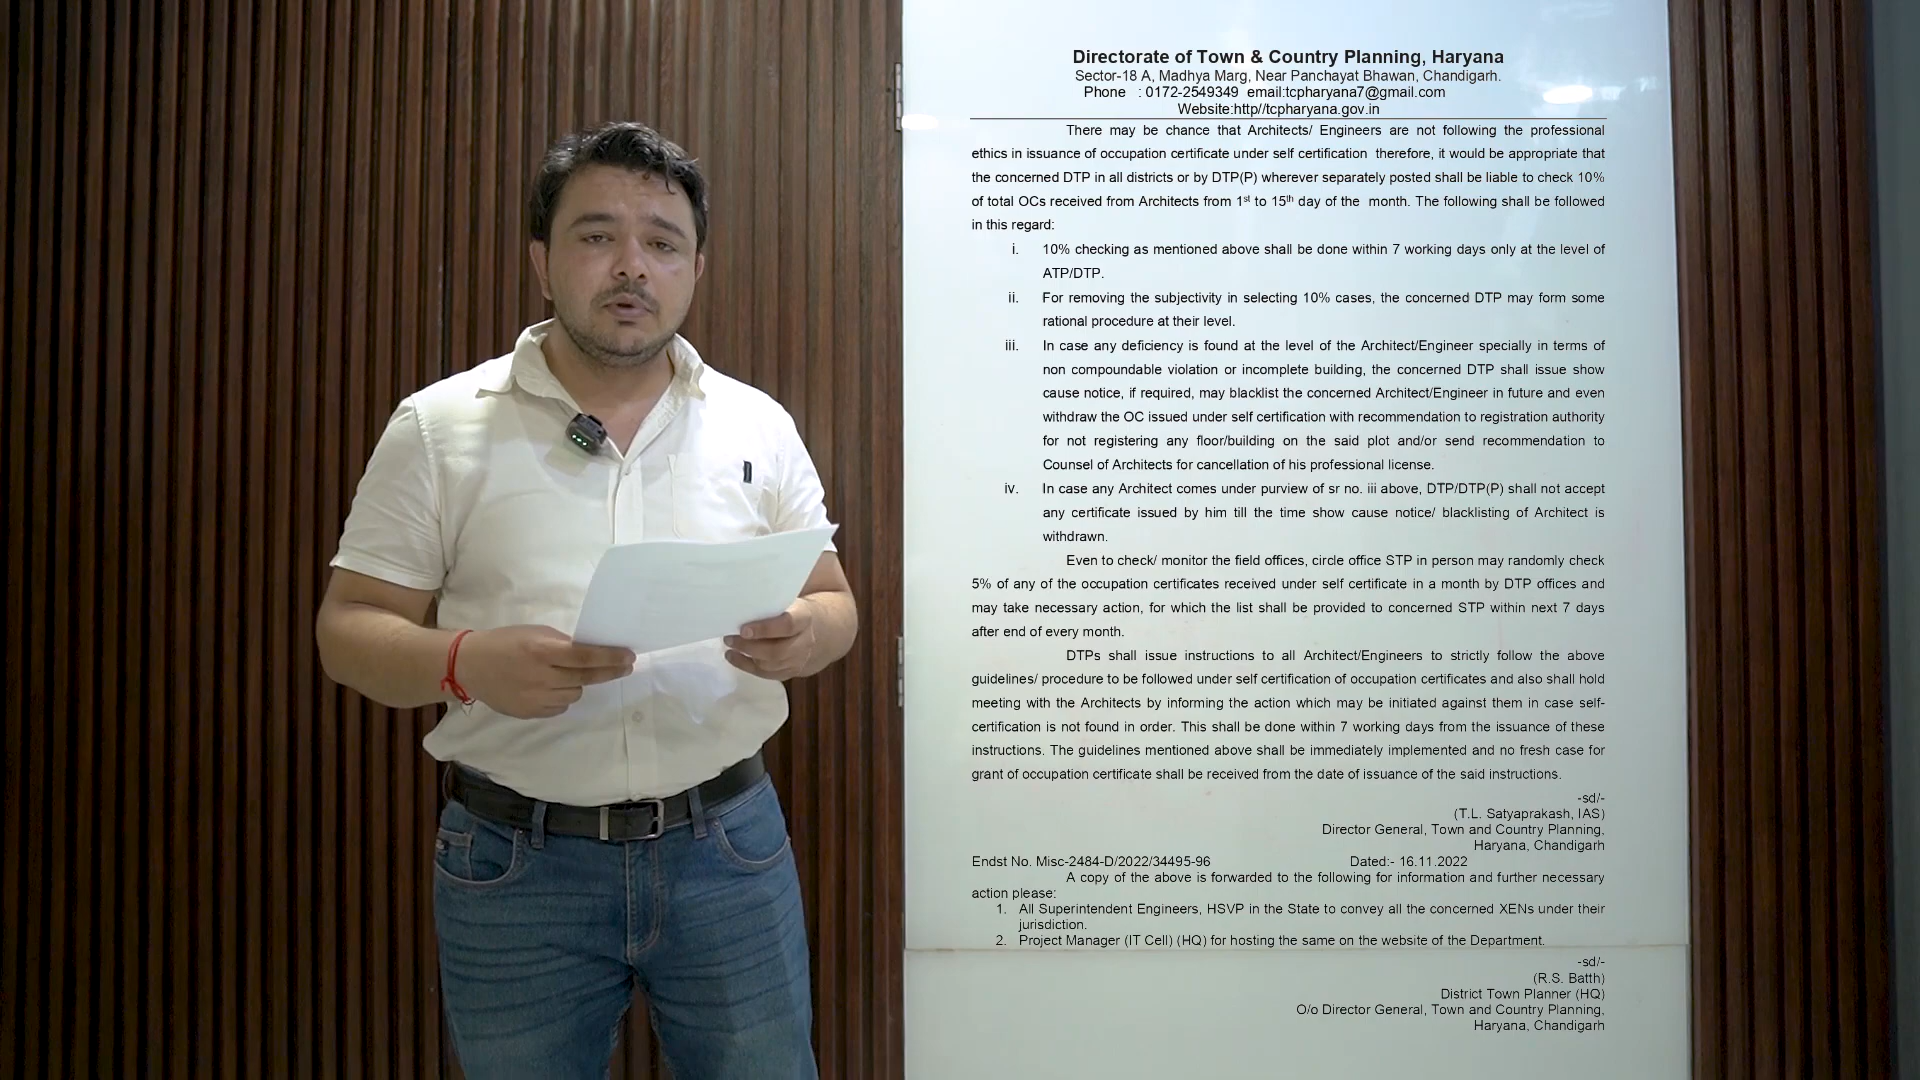 Directorate of Town & Country Planning, Haryana
Sector-18 A, Madhya Marg, Near Panchayat Bhawan, Chandigarh.
Phone : 0172-2549349 email:tcpharyana7@gmail.com
Website:http//tcpharyana.gov.in
There may be chance that Architects/ Engineers are not following the professional
ethics in issuance of occupation certificate under self certification therefore, it would be appropriate that
the concerned DTP in all districts or by DTP(P) wherever separately posted shall be liable to check 10%
of total OCs received from Architects from 1st to 15th day of the month. The following shall be followed
in this regard:
i. 10% checking as mentioned above shall be done within 7 working days only at the level of
ATP/DTP.
ii. For removing the subjectivity in selecting 10% cases, the concerned DTP may form some
rational procedure at their level.
iii. In case any deficiency is found at the level of the Architect/Engineer specially in terms of
non compoundable violation or incomplete building, the concerned DTP shall issue show
cause notice, if required, may blacklist the concerned Architect/Engineer in future and even
withdraw the OC issued under self certification with recommendation to registration authority
for not registering any floor/building on the said plot and/or send recommendation to
Counsel of Architects for cancellation of his professional license.
iv. In case any Architect comes under purview of sr no. iii above, DTP/DTP(P) shall not accept
any certificate issued by him till the time show cause notice/ blacklisting of Architect is
withdrawn.
Even to check/ monitor the field offices, circle office STP in person may randomly check
5% of any of the occupation certificates received under self certificate in a month by DTP offices and
may take necessary action, for which the list shall be provided to concerned STP within next 7 days
after end of every month.
DTPs shall issue instructions to all Architect/Engineers to strictly follow the above
guidelines/ procedure to be followed under self certification of occupation certificates and also shall hold
meeting with the Architects by informing the action which may be initiated against them in case self-
certification is not found in order. This shall be done within 7 working days from the issuance of these
instructions. The guidelines mentioned above shall be immediately implemented and no fresh case for
grant of occupation certificate shall be received from the date of issuance of the said instructions.
-sd/-
(T.L. Satyaprakash, IAS)
Director General, Town and Country Planning,
Haryana, Chandigarh
Endst No. Misc-2484-D/2022/34495-96 Dated:- 16.11.2022
A copy of the above is forwarded to the following for information and further necessary
action please:
1. All Superintendent Engineers, HSVP in the State to convey all the concerned XENs under their
jurisdiction.
2. Project Manager (IT Cell) (HQ) for hosting the same on the website of the Department.
-sd/-
(R.S. Batth)
District Town Planner (HQ)
O/o Director General, Town and Country Planning,
Haryana, Chandigarh